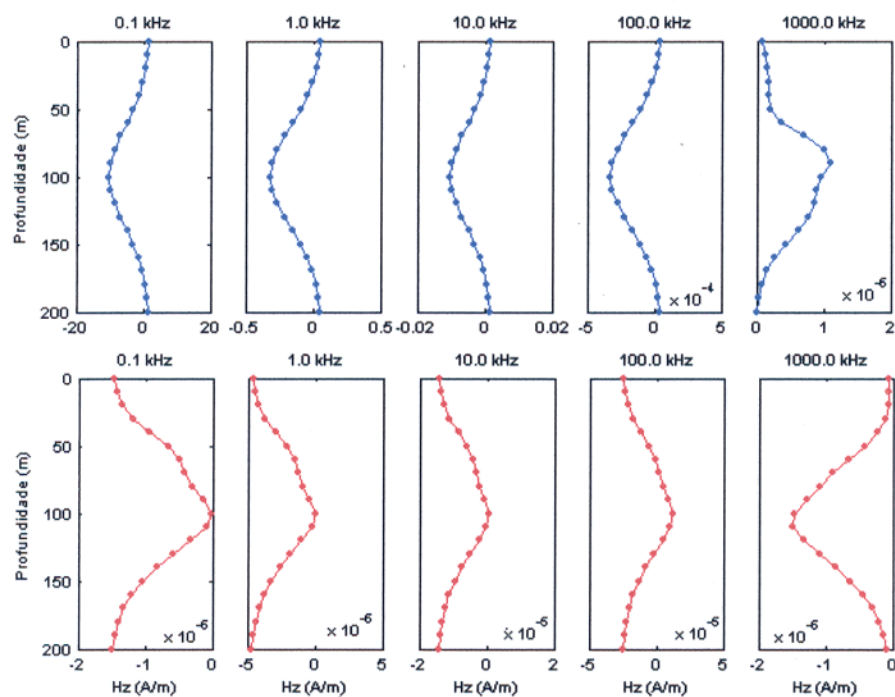 0.1 kHz 1.0 kHz 10.0 kHz 100.0 kHz 1000.0 kHz
0
50
100
150
200
Profundidade (m)
× 10⁻⁴ × 10⁻⁶
-20 0 20 -0.5 0 0.5 -0.02 0 0.02 -5 0 5 0 1 2
0.1 kHz 1.0 kHz 10.0 kHz 100.0 kHz 1000.0 kHz
0
50
100
150
200
Profundidade (m)
× 10⁻⁶ × 10⁻⁶ × 10⁻⁶ × 10⁻⁶ × 10⁻⁶
-2 -1 0 -5 0 5 -2 0 2 -5 0 5 -2 -1 0
Hz (A/m) Hz (A/m) Hz (A/m) Hz (A/m) Hz (A/m)